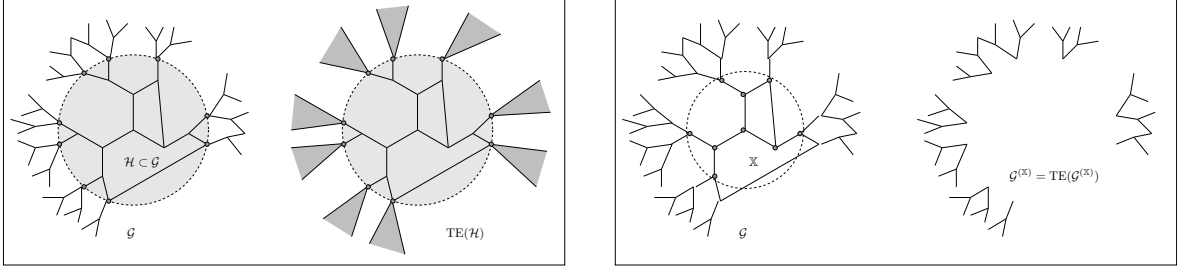 ℋ ⊂ 𝒢
𝒢
TE(ℋ)
𝕏
𝒢
𝒢^(𝕏) = TE(𝒢^(𝕏))